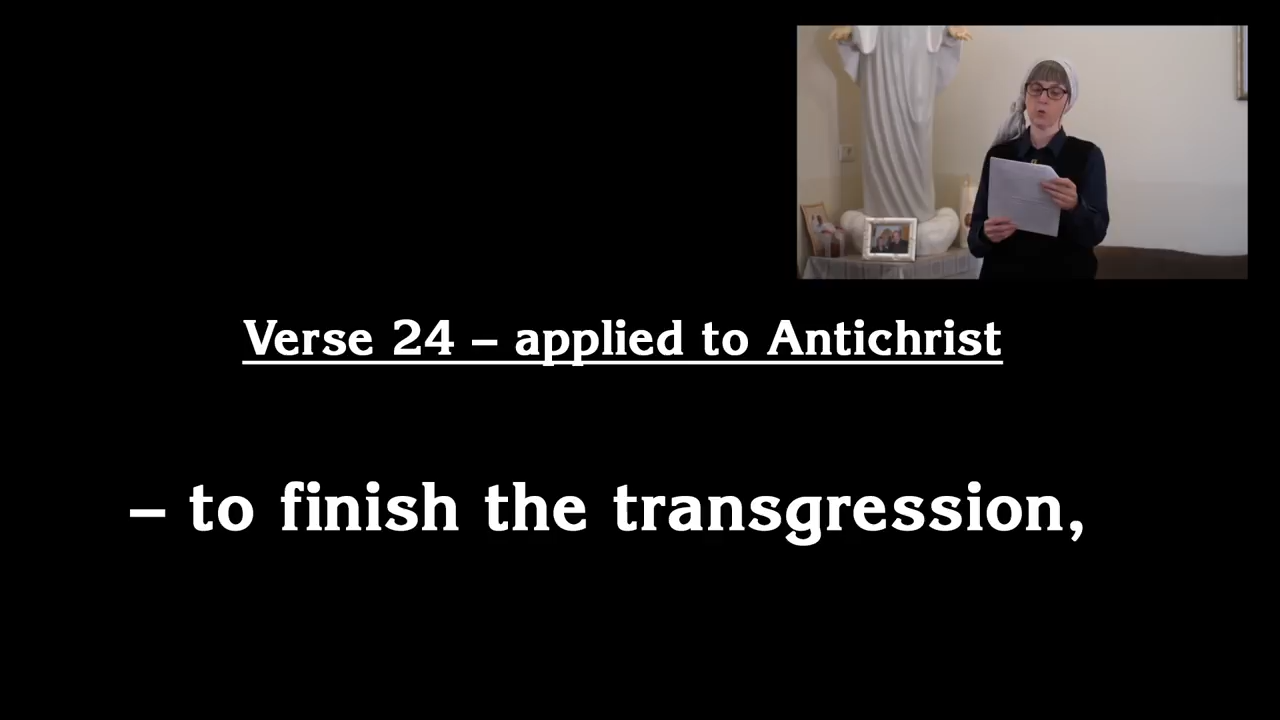 Verse 24 – applied to Antichrist
– to finish the transgression,